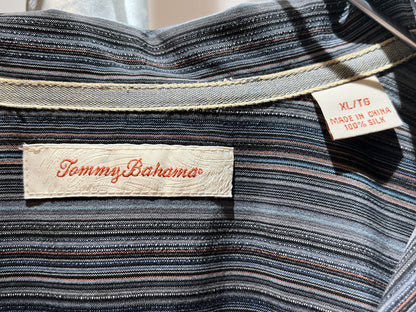 Tommy Bahama®
XL/TG
MADE IN CHINA
100% SILK